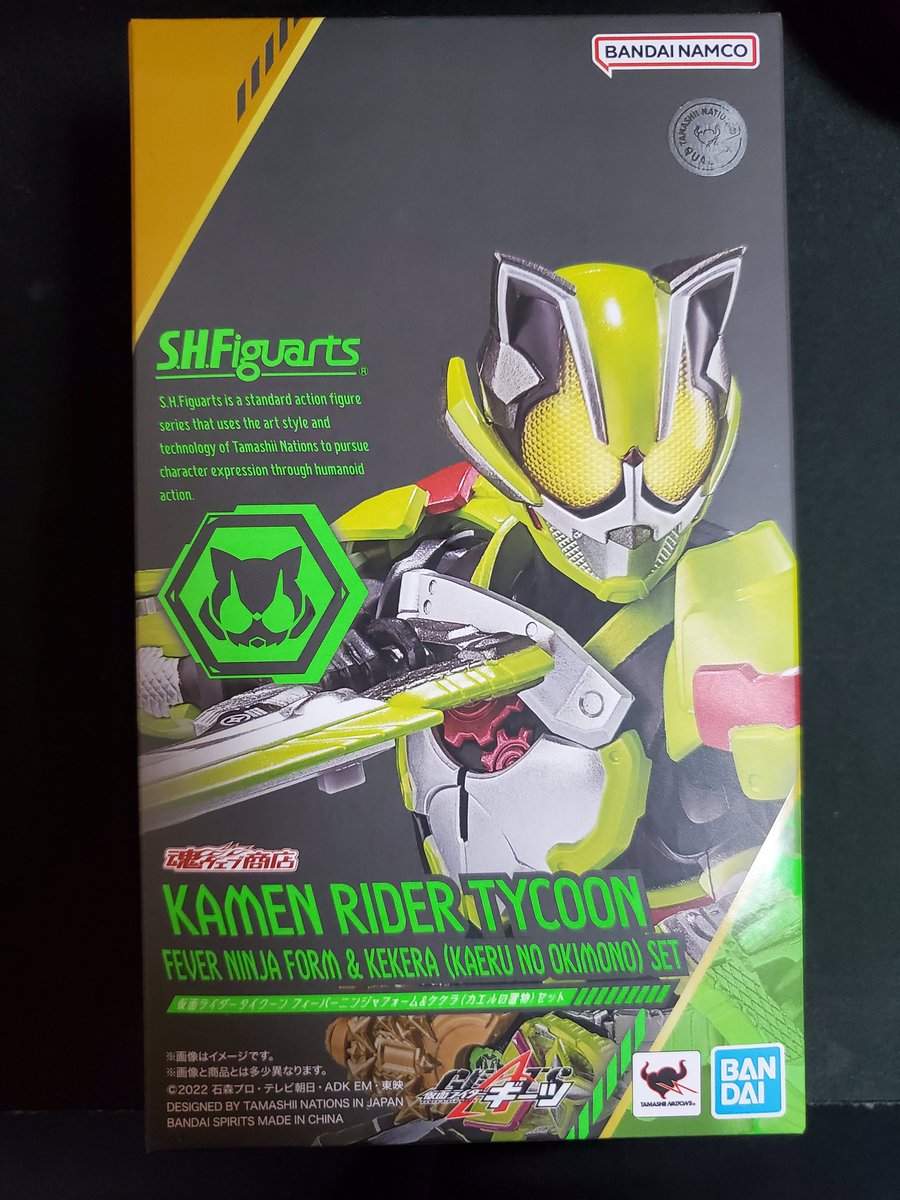 BANDAI NAMCO
TAMASHII NATIONS
S.H.Figuarts®
S.H.Figuarts is a standard action figure
series that uses the art style and
technology of Tamashii Nations to pursue
character expression through humanoid
action.
魂ウェブ商店
KAMEN RIDER TYCOON
FEVER NINJA FORM & KEKERA (KAERU NO OKIMONO) SET
仮面ライダータイクーン フィーバーニンジャフォーム&ケケラ(カエルの置物)セット
※画像はイメージです。
※画像と商品とは多少異なります。
©2022 石森プロ・テレビ朝日・ADK EM・東映
DESIGNED BY TAMASHII NATIONS IN JAPAN
BANDAI SPIRITS MADE IN CHINA
GEATS
仮面ライダーギーツ
TAMASHII NATIONS®
BAN
DAI